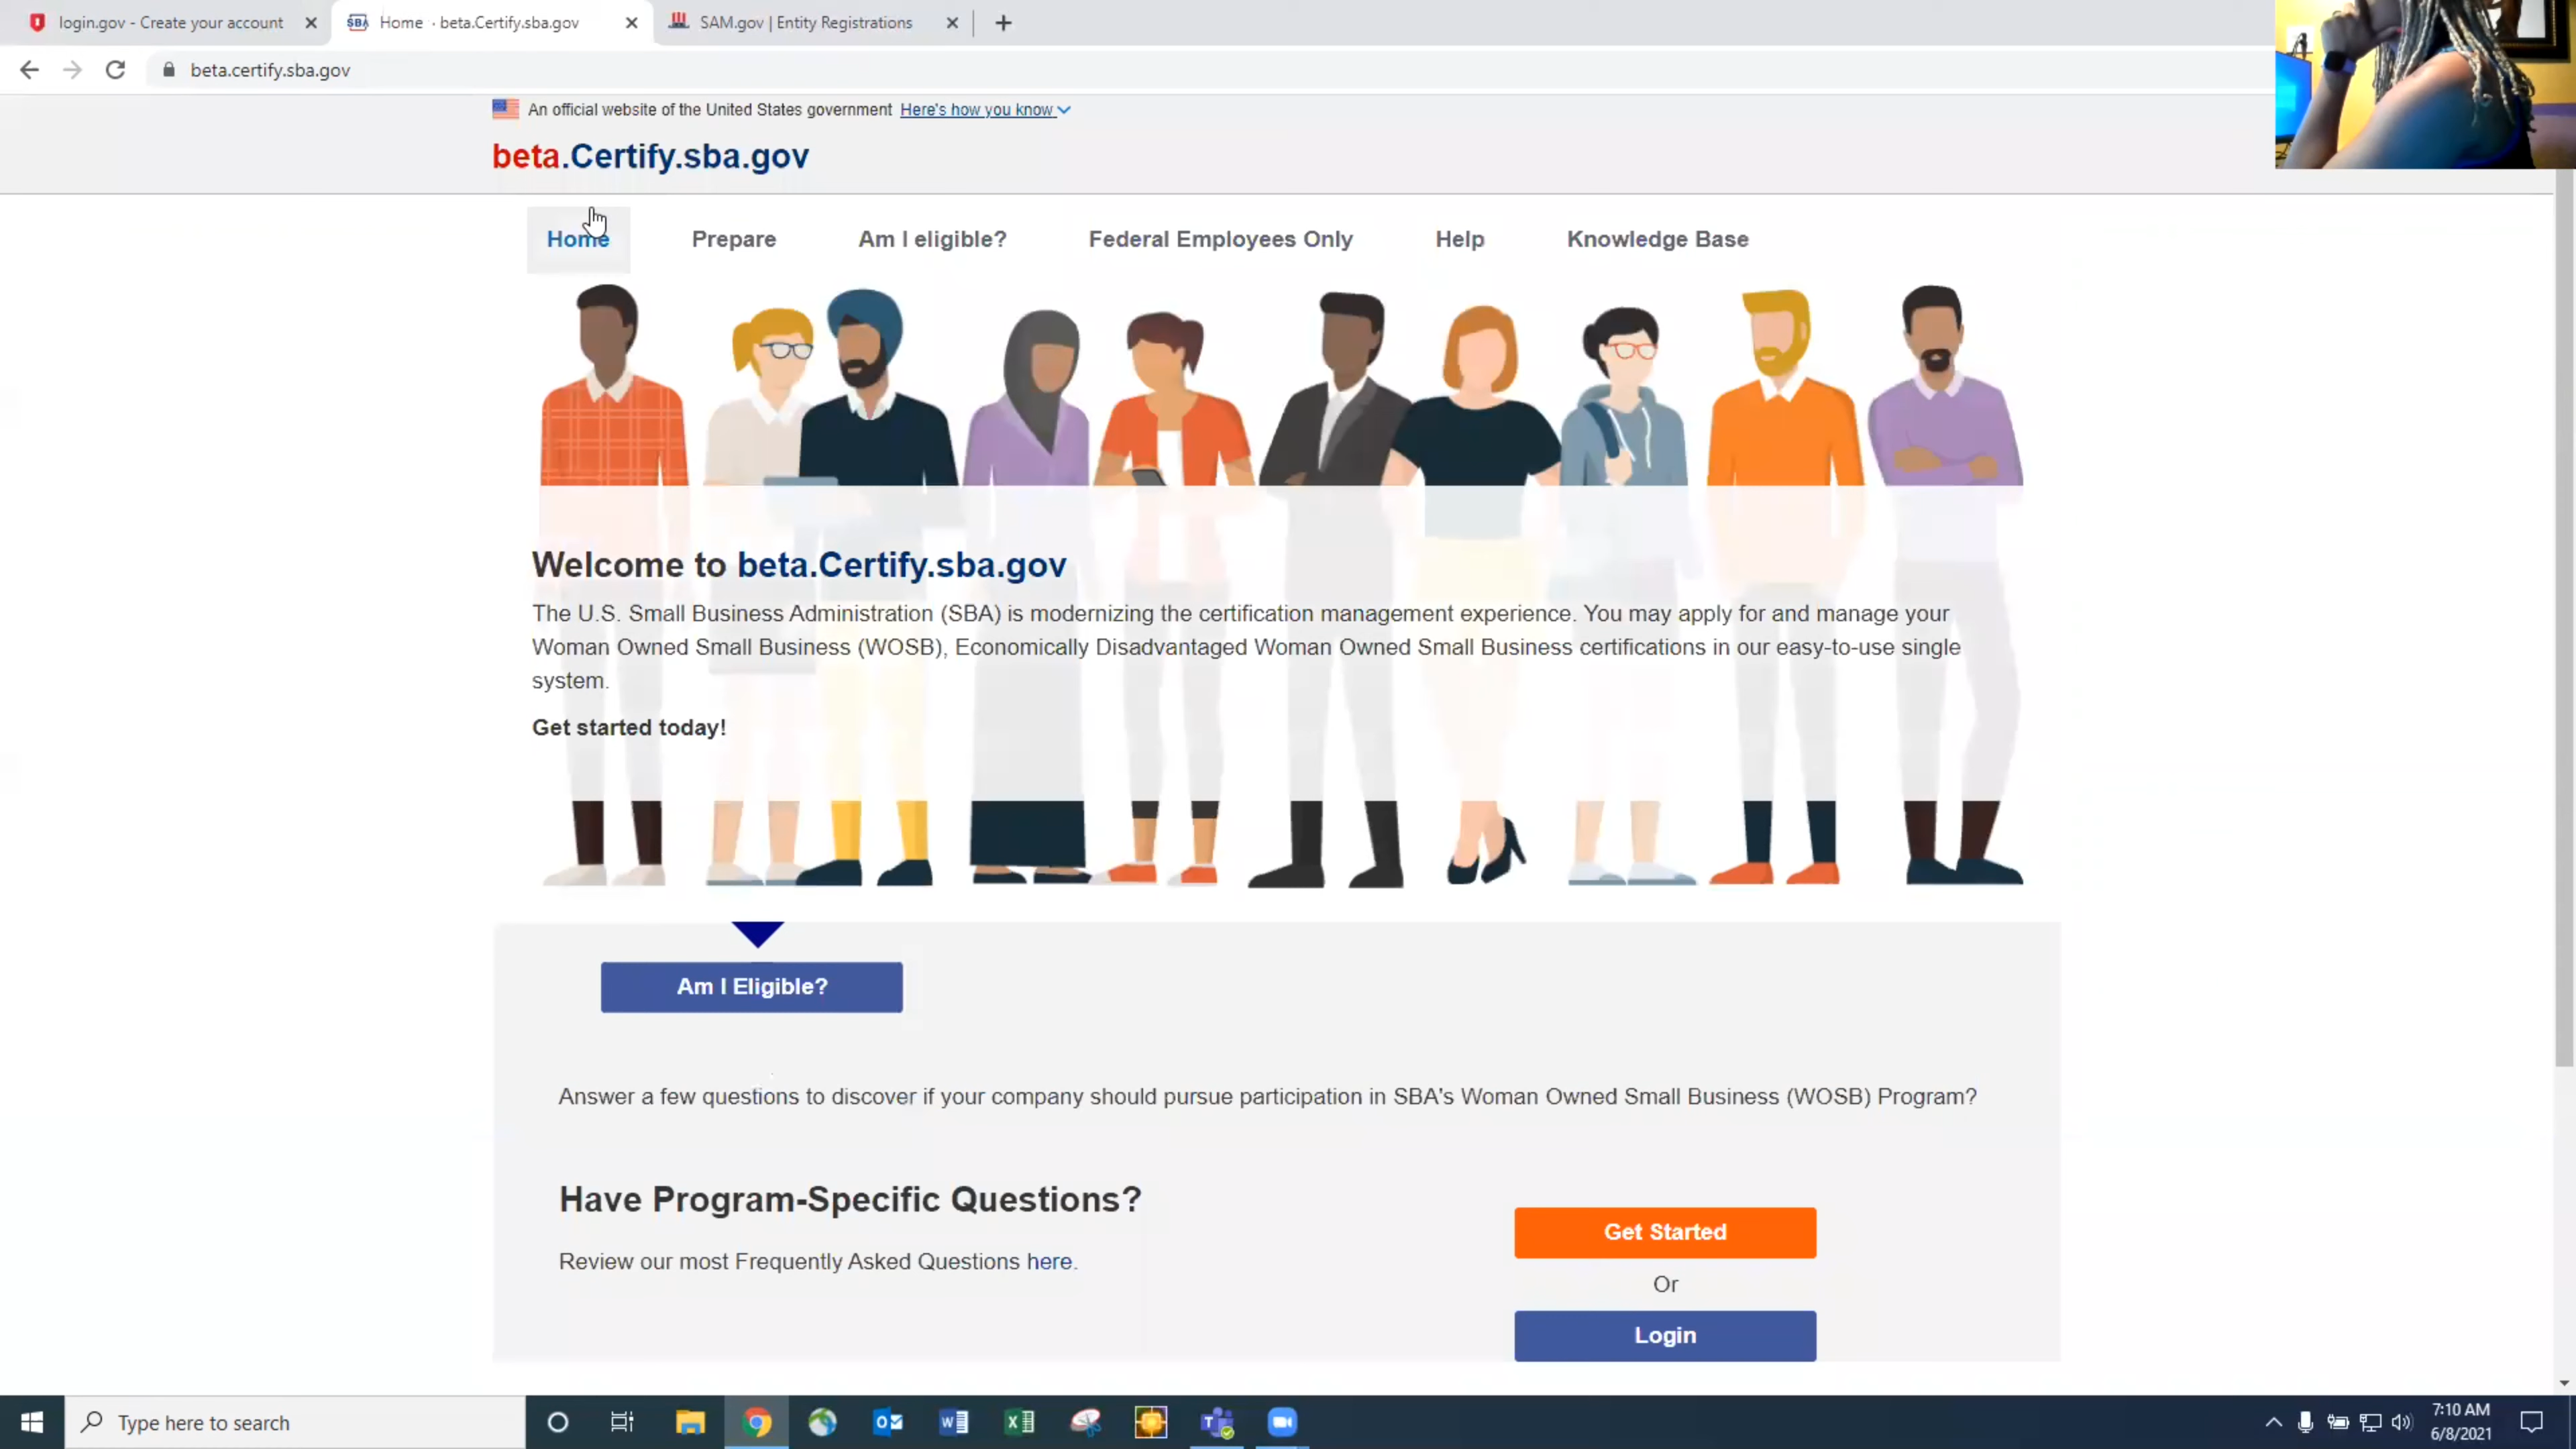 login.gov - Create your account
Home · beta.Certify.sba.gov
SAM.gov | Entity Registrations
beta.certify.sba.gov
An official website of the United States government Here's how you know
beta.Certify.sba.gov
Home Prepare Am I eligible? Federal Employees Only Help Knowledge Base
Welcome to beta.Certify.sba.gov
The U.S. Small Business Administration (SBA) is modernizing the certification management experience. You may apply for and manage your
Woman Owned Small Business (WOSB), Economically Disadvantaged Woman Owned Small Business certifications in our easy-to-use single
system.
Get started today!
Am I Eligible?
Answer a few questions to discover if your company should pursue participation in SBA's Woman Owned Small Business (WOSB) Program?
Have Program-Specific Questions?
Review our most Frequently Asked Questions here.
Get Started
Or
Login
Type here to search
7:10 AM
6/8/2021